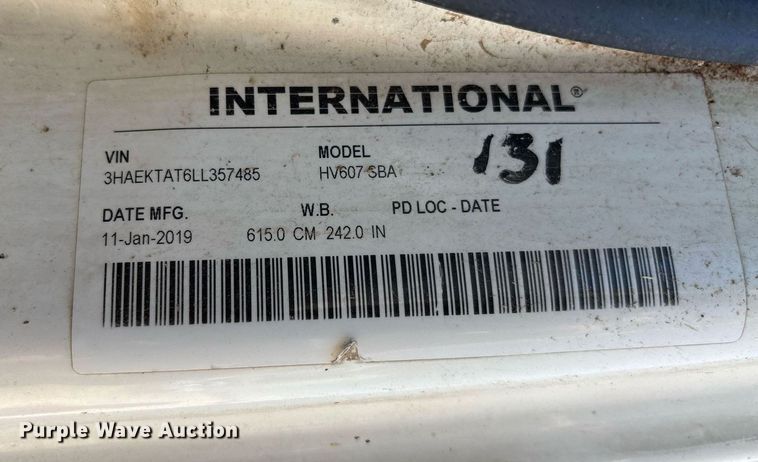 INTERNATIONAL®
VIN MODEL
3HAEKTAT6LL357485 HV607 SBA 131
DATE MFG. W.B. PD LOC - DATE
11-Jan-2019 615.0 CM 242.0 IN
Purple Wave Auction